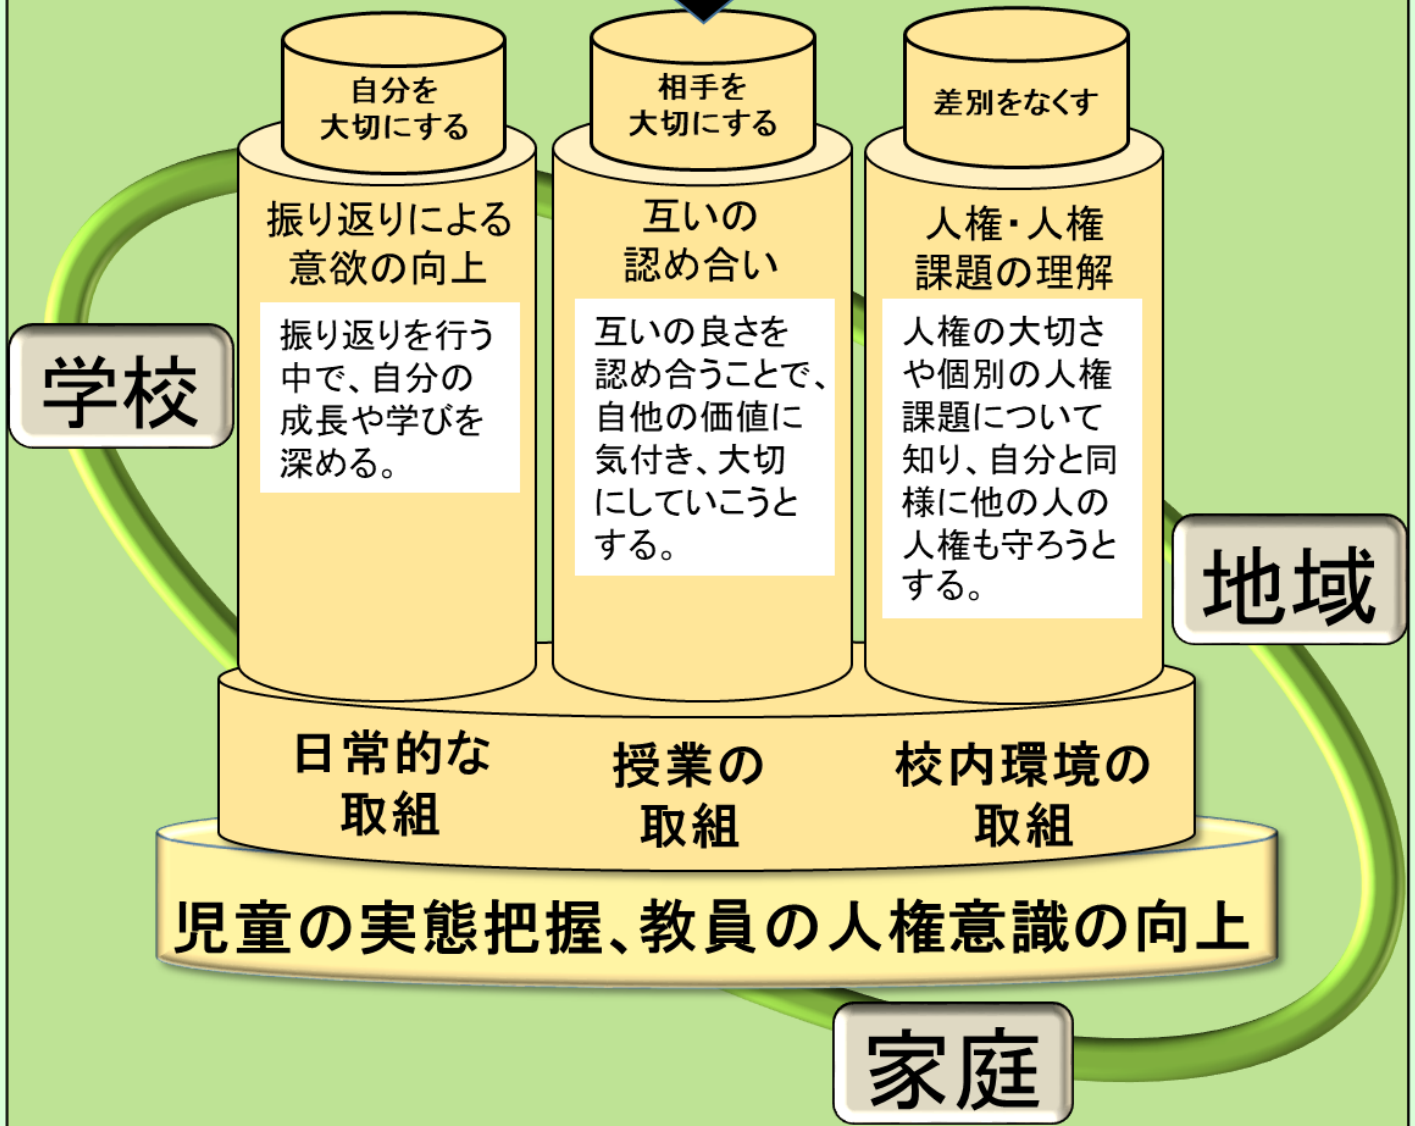 自分を
大切にする
相手を
大切にする
差別をなくす
振り返りによる
意欲の向上
振り返りを行う
中で、自分の
成長や学びを
深める。
互いの
認め合い
互いの良さを
認め合うことで、
自他の価値に
気付き、大切
にしていこうと
する。
人権・人権
課題の理解
人権の大切さ
や個別の人権
課題について
知り、自分と同
様に他の人の
人権も守ろうと
する。
学校
地域
日常的な
取組
授業の
取組
校内環境の
取組
児童の実態把握、教員の人権意識の向上
家庭